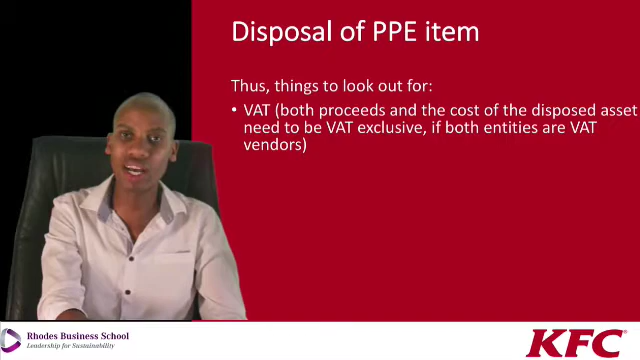 Disposal of PPE item
Thus, things to look out for:
• VAT (both proceeds and the cost of the disposed asset
need to be VAT exclusive, if both entities are VAT
vendors)
Rhodes Business School
Leadership for Sustainability
KFC®